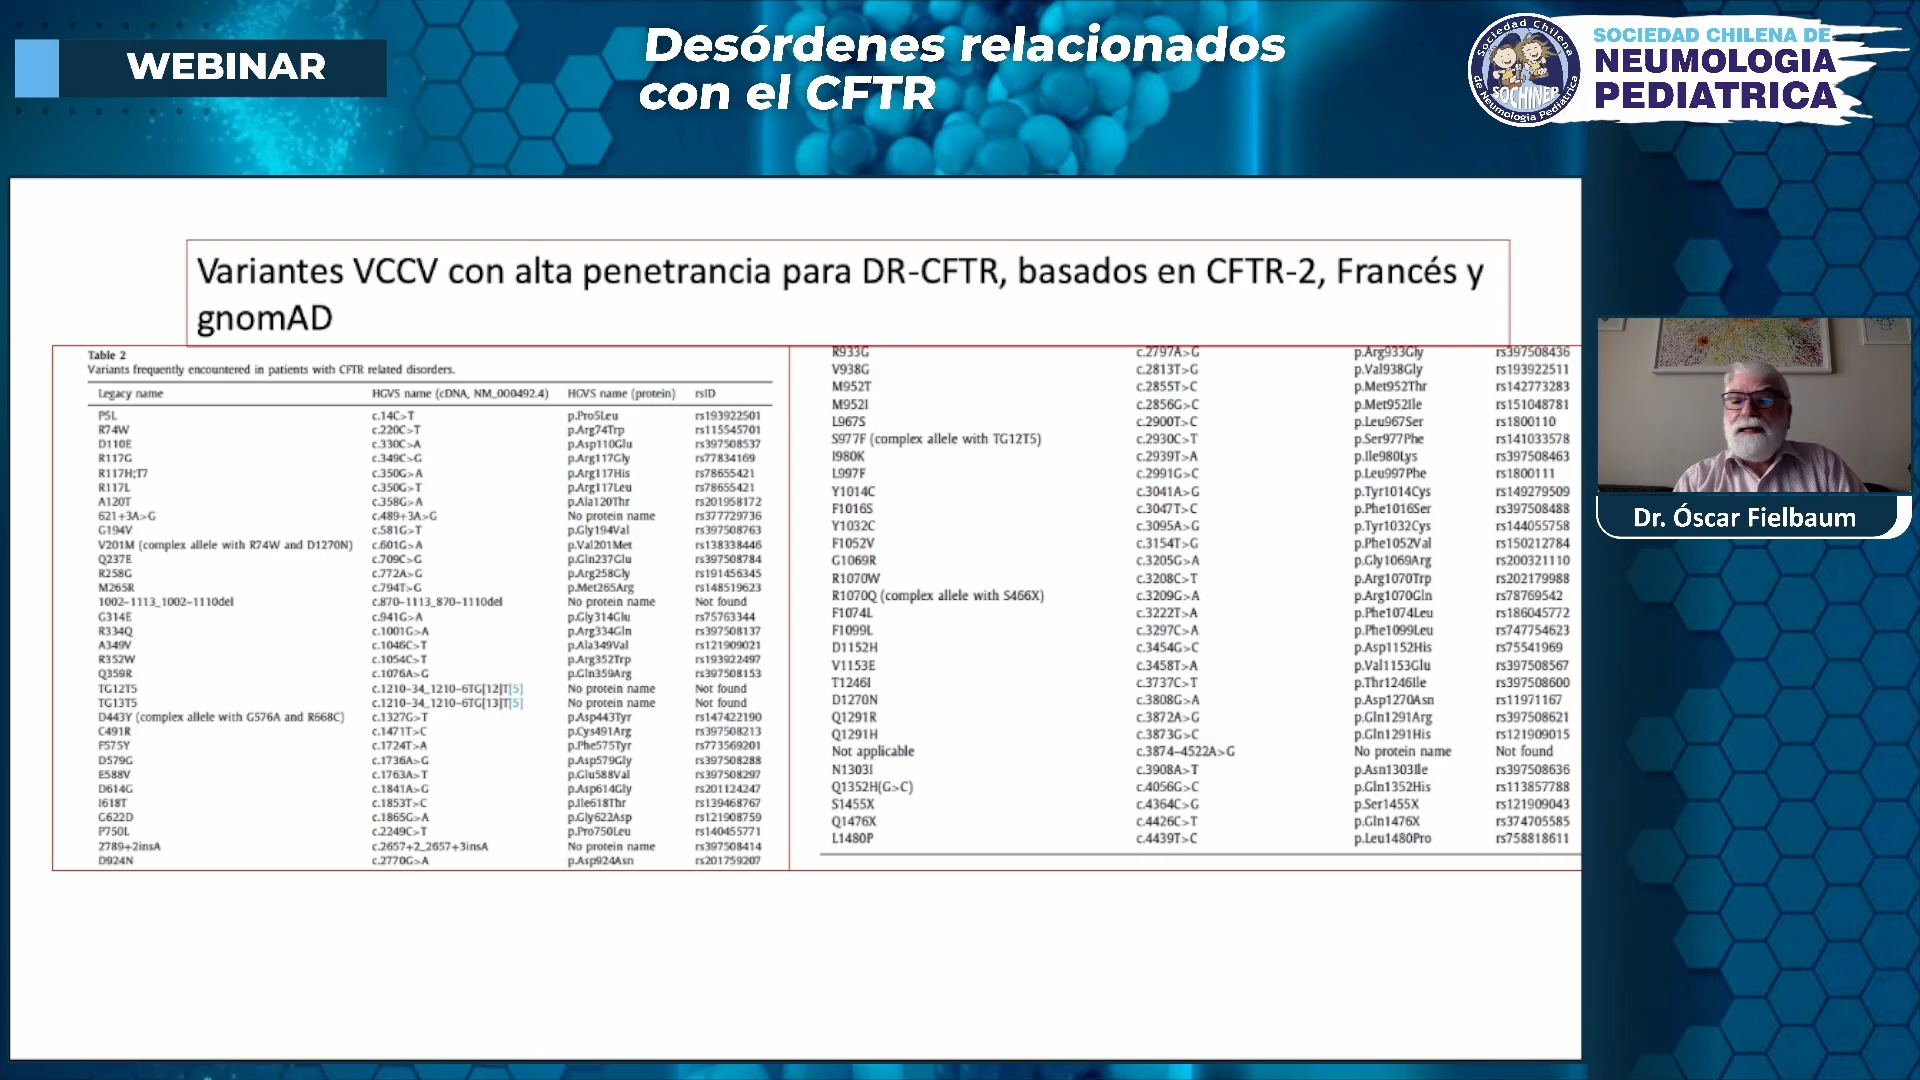 WEBINAR
Desórdenes relacionados
con el CFTR
Sociedad Chilena
de Neumología Pediátrica
SOCHINEP
SOCIEDAD CHILENA DE
NEUMOLOGIA
PEDIATRICA
Variantes VCCV con alta penetrancia para DR-CFTR, basados en CFTR-2, Francés y
gnomAD
Table 2
Variants frequently encountered in patients with CFTR related disorders.
Legacy name HGVS name (cDNA, NM_000492.4) HGVS name (protein) rsID
P5L c.14C>T p.Pro5Leu rs193922501
R74W c.220C>T p.Arg74Trp rs115545701
D110E c.330C>A p.Asp110Glu rs397508537
R117G c.349C>G p.Arg117Gly rs77834169
R117H;T7 c.350G>A p.Arg117His rs78655421
R117L c.350G>T p.Arg117Leu rs78655421
A120T c.358G>A p.Ala120Thr rs201958172
621+3A>G c.489+3A>G No protein name rs377729736
G194V c.581G>T p.Gly194Val rs397508763
V201M (complex allele with R74W and D1270N) c.601G>A p.Val201Met rs138338446
Q237E c.709C>G p.Gln237Glu rs397508784
R258G c.772A>G p.Arg258Gly rs191456345
M265R c.794T>G p.Met265Arg rs148519623
1002-1113_1002-1110del c.870-1113_870-1110del No protein name Not found
G314E c.941G>A p.Gly314Glu rs75763344
R334Q c.1001G>A p.Arg334Gln rs397508137
A349V c.1046C>T p.Ala349Val rs121909021
R352W c.1054C>T p.Arg352Trp rs193922497
Q359R c.1076A>G p.Gln359Arg rs397508153
TG12T5 c.1210-34_1210-6TG[12]T[5] No protein name Not found
TG13T5 c.1210-34_1210-6TG[13]T[5] No protein name Not found
D443Y (complex allele with G576A and R668C) c.1327G>T p.Asp443Tyr rs147422190
C491R c.1471T>C p.Cys491Arg rs397508213
F575Y c.1724T>A p.Phe575Tyr rs773569201
D579G c.1736A>G p.Asp579Gly rs397508288
E588V c.1763A>T p.Glu588Val rs397508297
D614G c.1841A>G p.Asp614Gly rs201124247
I618T c.1853T>C p.Ile618Thr rs139468767
G622D c.1865G>A p.Gly622Asp rs121908759
P750L c.2249C>T p.Pro750Leu rs140455771
2789+2insA c.2657+2_2657+3insA No protein name rs397508414
D924N c.2770G>A p.Asp924Asn rs201759207
R933G c.2797A>G p.Arg933Gly rs397508436
V938G c.2813T>G p.Val938Gly rs193922511
M952T c.2855T>C p.Met952Thr rs142773283
M952I c.2856G>C p.Met952Ile rs151048781
L967S c.2900T>C p.Leu967Ser rs1800110
S977F (complex allele with TG12T5) c.2930C>T p.Ser977Phe rs141033578
I980K c.2939T>A p.Ile980Lys rs397508463
L997F c.2991G>C p.Leu997Phe rs1800111
Y1014C c.3041A>G p.Tyr1014Cys rs149279509
F1016S c.3047T>C p.Phe1016Ser rs397508488
Y1032C c.3095A>G p.Tyr1032Cys rs144055758
F1052V c.3154T>G p.Phe1052Val rs150212784
G1069R c.3205G>A p.Gly1069Arg rs200321110
R1070W c.3208C>T p.Arg1070Trp rs202179988
R1070Q (complex allele with S466X) c.3209G>A p.Arg1070Gln rs78769542
F1074L c.3222T>A p.Phe1074Leu rs186045772
F1099L c.3297C>A p.Phe1099Leu rs747754623
D1152H c.3454G>C p.Asp1152His rs75541969
V1153E c.3458T>A p.Val1153Glu rs397508567
T1246I c.3737C>T p.Thr1246Ile rs397508600
D1270N c.3808G>A p.Asp1270Asn rs11971167
Q1291R c.3872A>G p.Gln1291Arg rs397508621
Q1291H c.3873G>C p.Gln1291His rs121909015
Not applicable c.3874-4522A>G No protein name Not found
N1303I c.3908A>T p.Asn1303Ile rs397508636
Q1352H(G>C) c.4056G>C p.Gln1352His rs113857788
S1455X c.4364C>G p.Ser1455X rs121909043
Q1476X c.4426C>T p.Gln1476X rs374705585
L1480P c.4439T>C p.Leu1480Pro rs758818611
Dr. Óscar Fielbaum